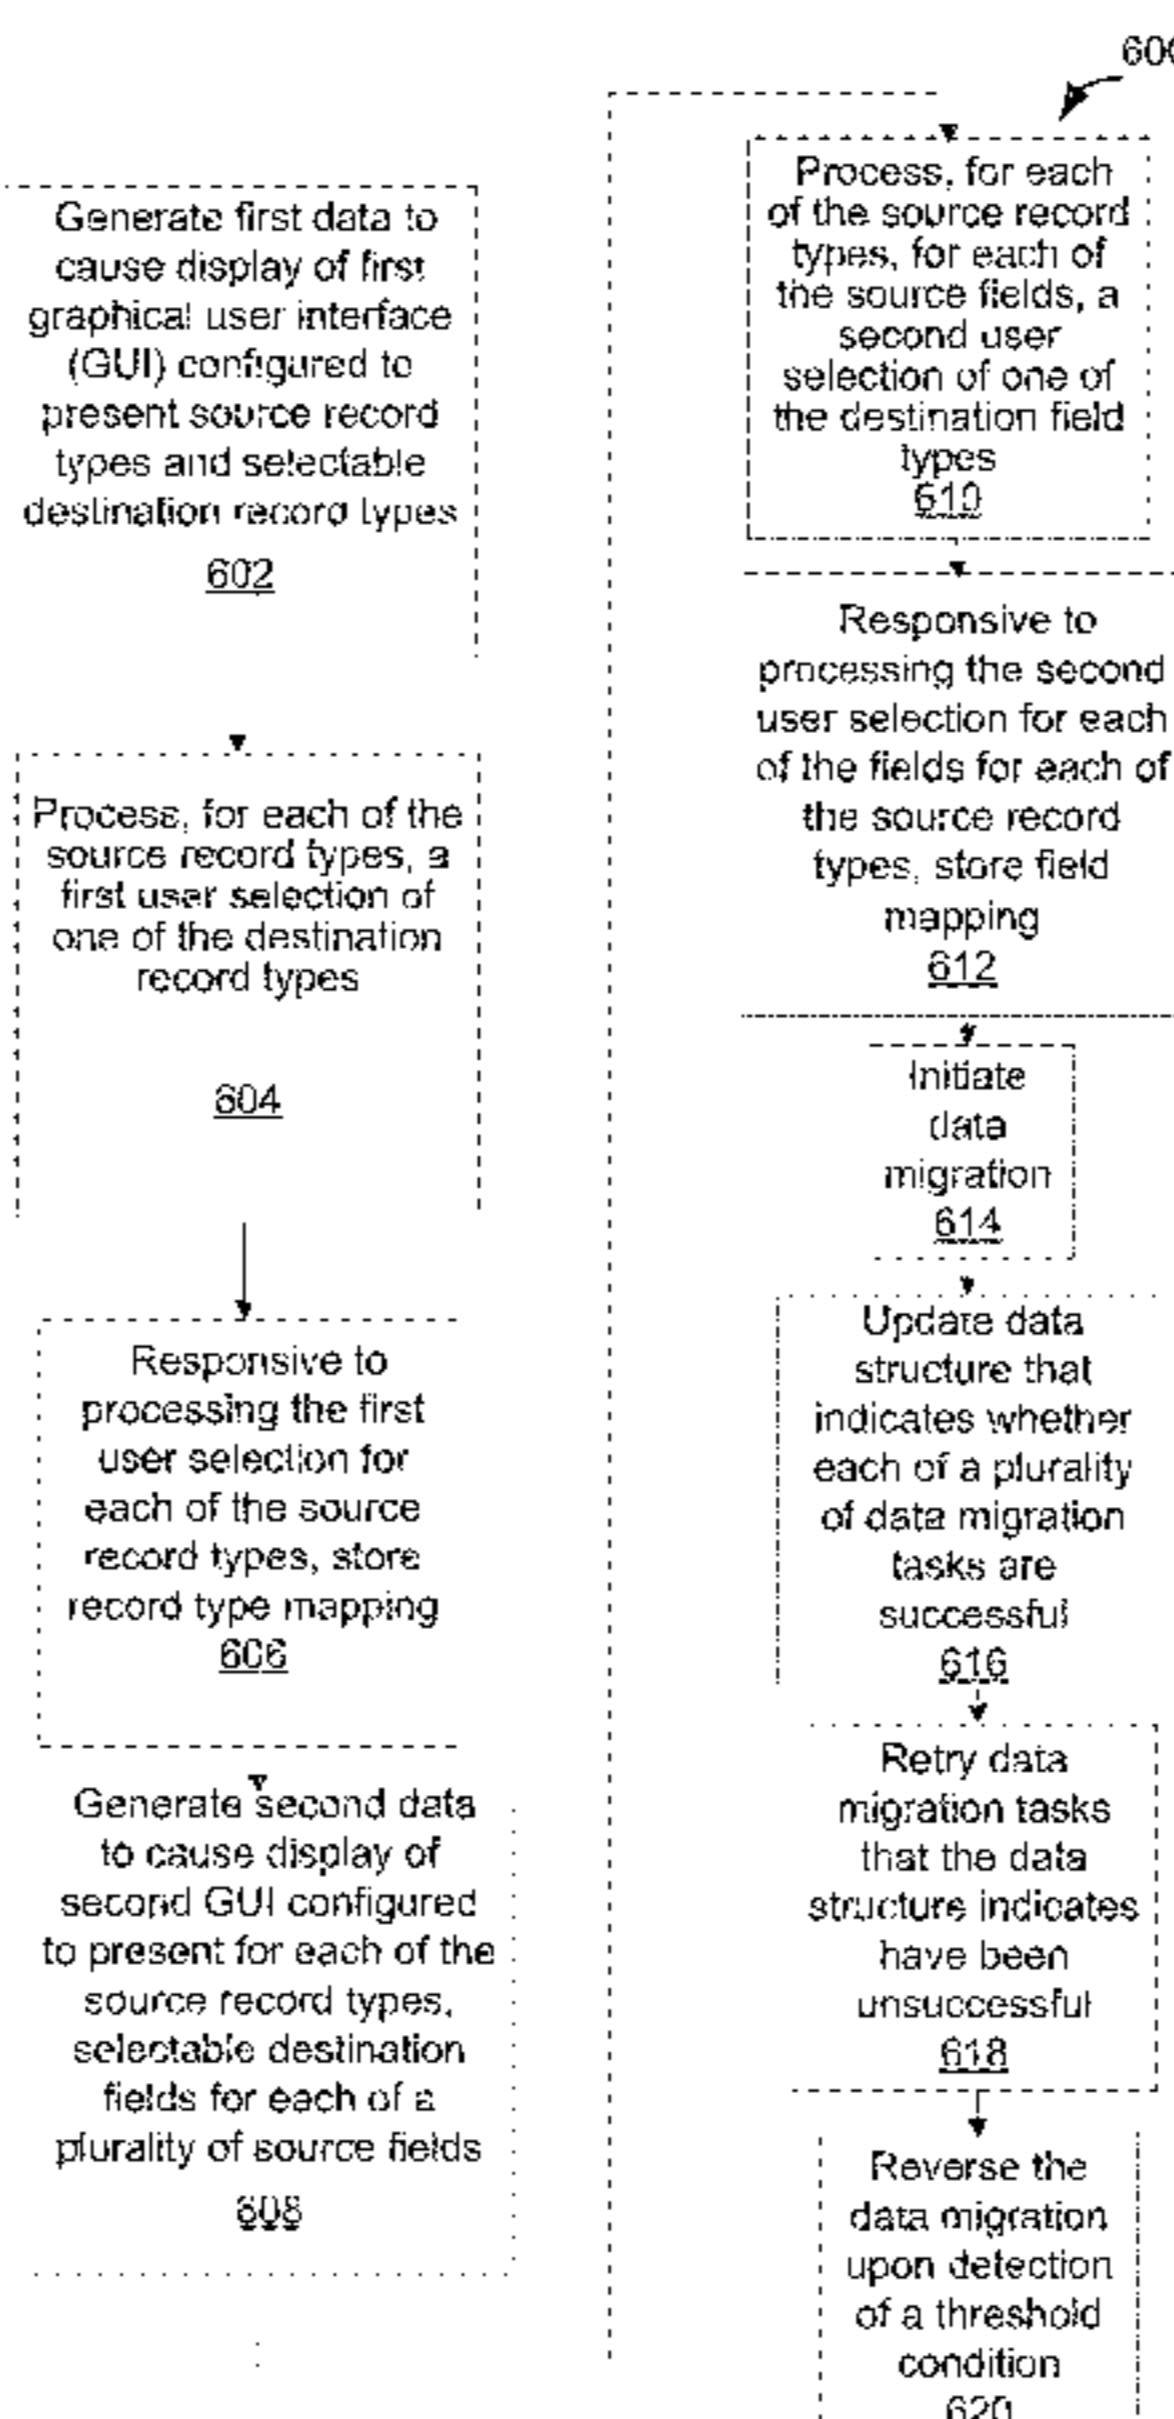 600
Generate first data to
cause display of first
graphical user interface
(GUI) configured to
present source record
types and selectable
destination record types
602
Process, for each of the
source record types, a
first user selection of
one of the destination
record types
604
Responsive to
processing the first
user selection for
each of the source
record types, store
record type mapping
606
Generate second data
to cause display of
second GUI configured
to present for each of the
source record types,
selectable destination
fields for each of a
plurality of source fields
608
Process, for each
of the source record
types, for each of
the source fields, a
second user
selection of one of
the destination field
types
610
Responsive to
processing the second
user selection for each
of the fields for each of
the source record
types, store field
mapping
612
Initiate
data
migration
614
Update data
structure that
indicates whether
each of a plurality
of data migration
tasks are
successful
616
Retry data
migration tasks
that the data
structure indicates
have been
unsuccessful
618
Reverse the
data migration
upon detection
of a threshold
condition
620